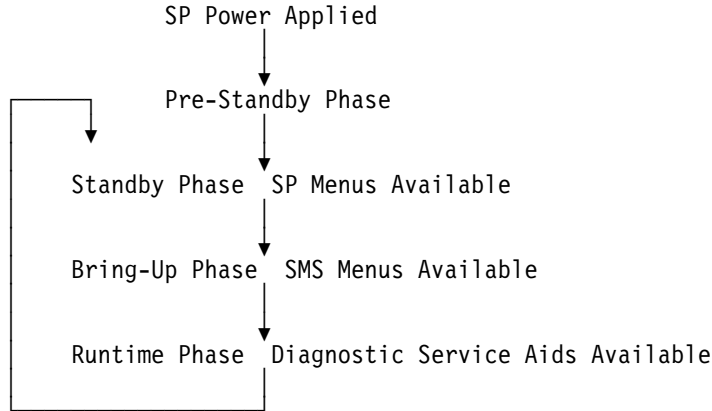 SP Power Applied
Pre-Standby Phase
Standby Phase SP Menus Available
Bring-Up Phase SMS Menus Available
Runtime Phase Diagnostic Service Aids Available